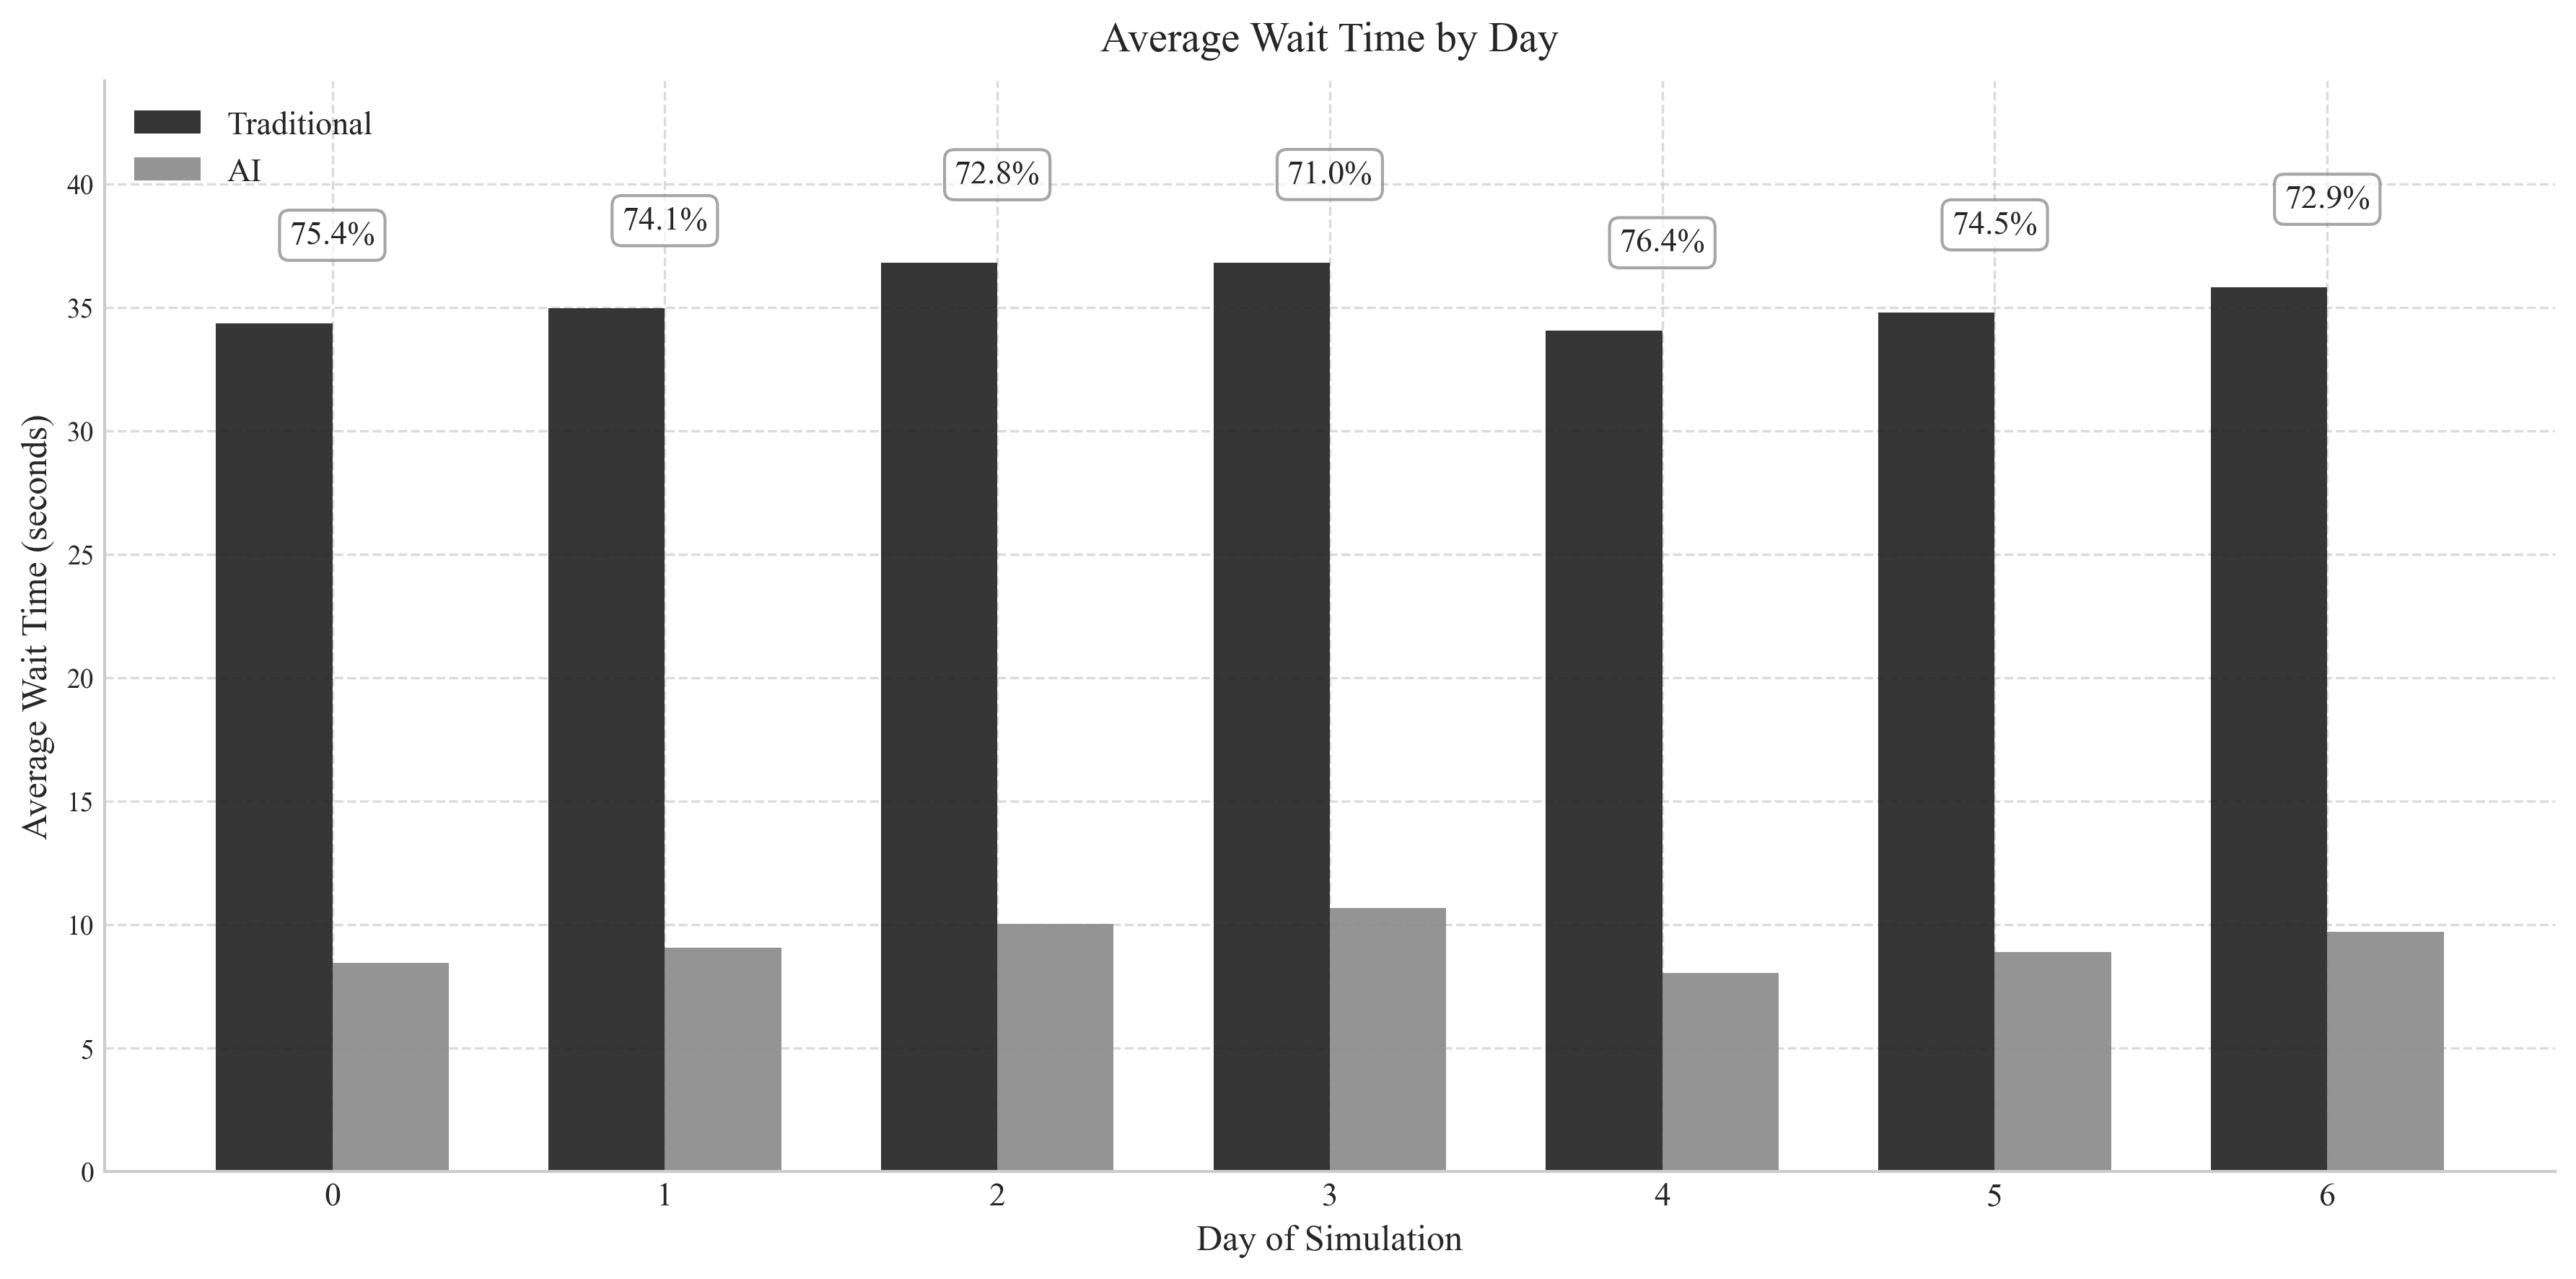 Average Wait Time by Day
Traditional
AI
75.4%
74.1%
72.8%
71.0%
76.4%
74.5%
72.9%
Average Wait Time (seconds)
40
35
30
25
20
15
10
5
0
0 1 2 3 4 5 6
Day of Simulation